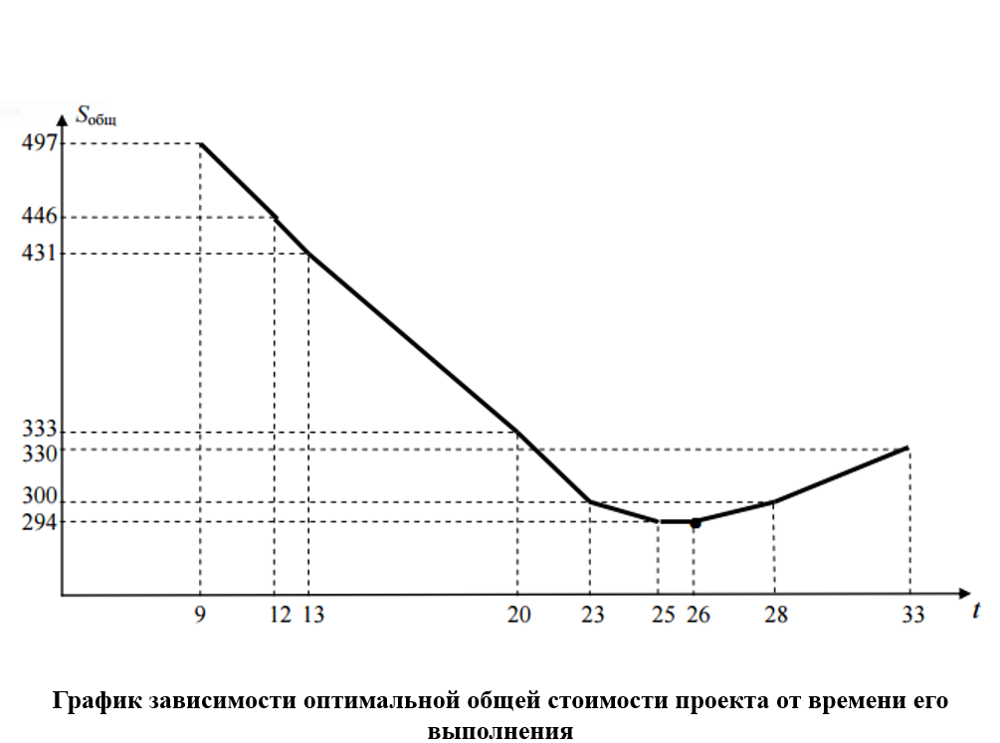 Sобщ
497
446
431
333
330
300
294
9 12 13 20 23 25 26 28 33 t
График зависимости оптимальной общей стоимости проекта от времени его
выполнения